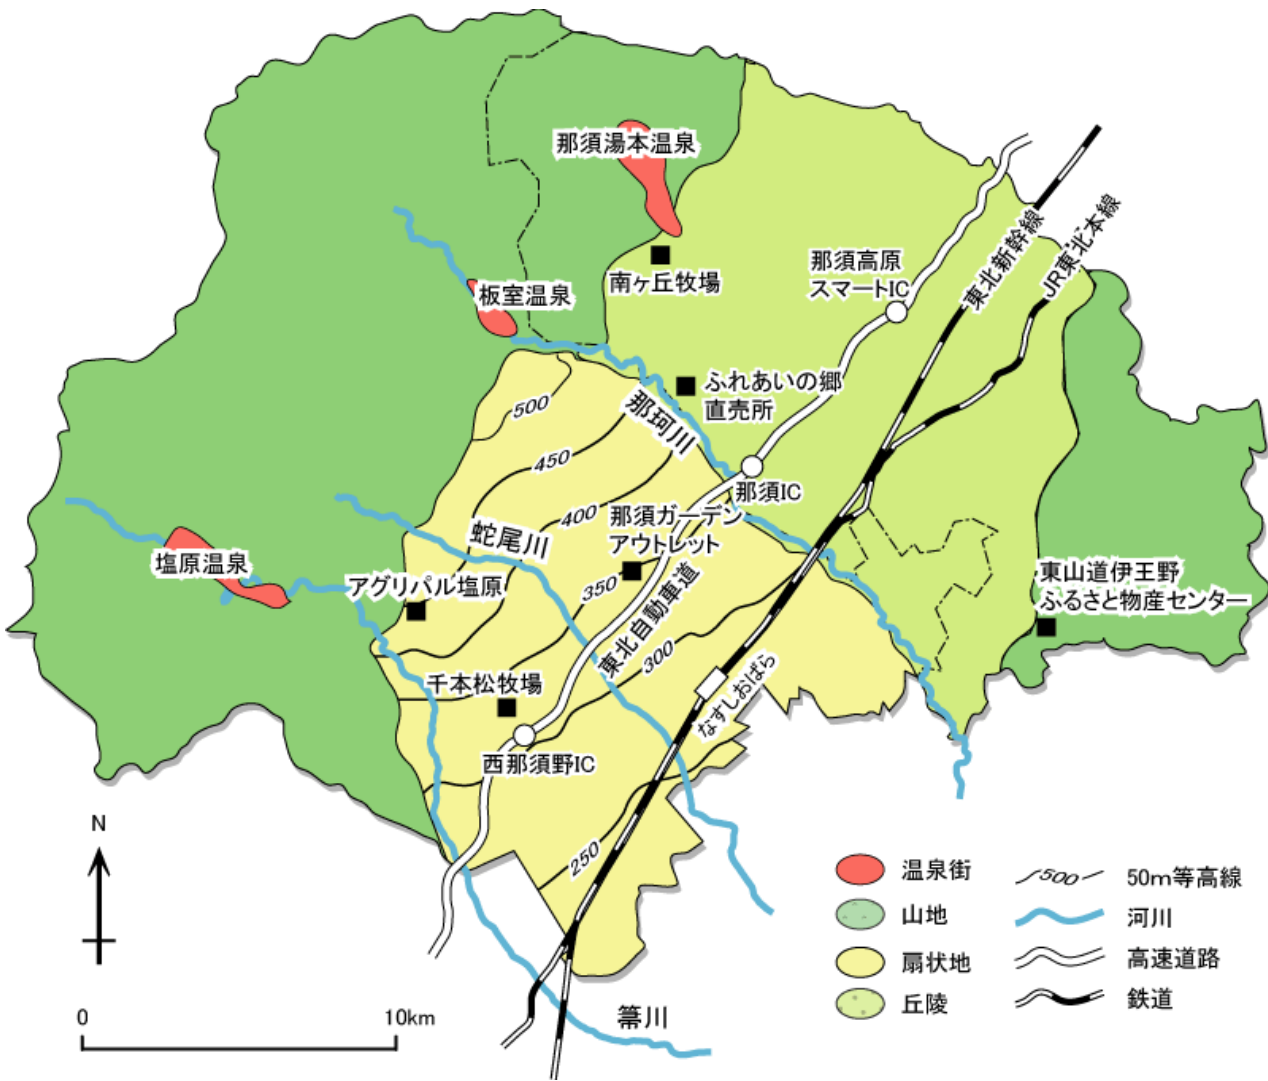 那須湯本温泉
南ヶ丘牧場
板室温泉
那須高原
スマートIC
東北新幹線
JR東北本線
ふれあいの郷
直売所
500
那珂川
450
那須IC
400
那須ガーデン
アウトレット
蛇尾川
塩原温泉
アグリパル塩原
350
東北自動車道
300
東山道伊王野
ふるさと物産センター
千本松牧場
なすしおばら
西那須野IC
250
箒川
N
0
10km
温泉街
山地
扇状地
丘陵
500
50m等高線
河川
高速道路
鉄道